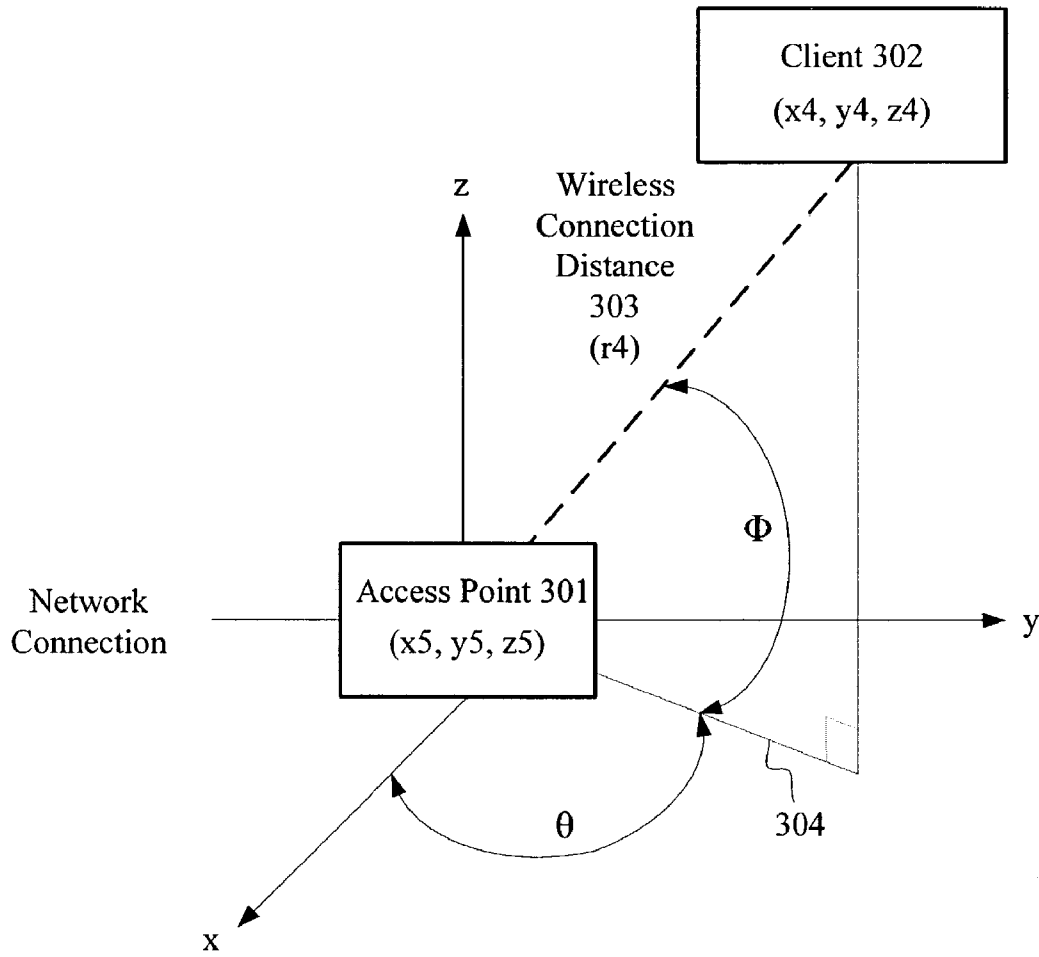 Client 302
(x4, y4, z4)
z
Wireless
Connection
Distance
303
(r4)
Φ
Access Point 301
(x5, y5, z5)
Network
Connection
y
θ
304
x